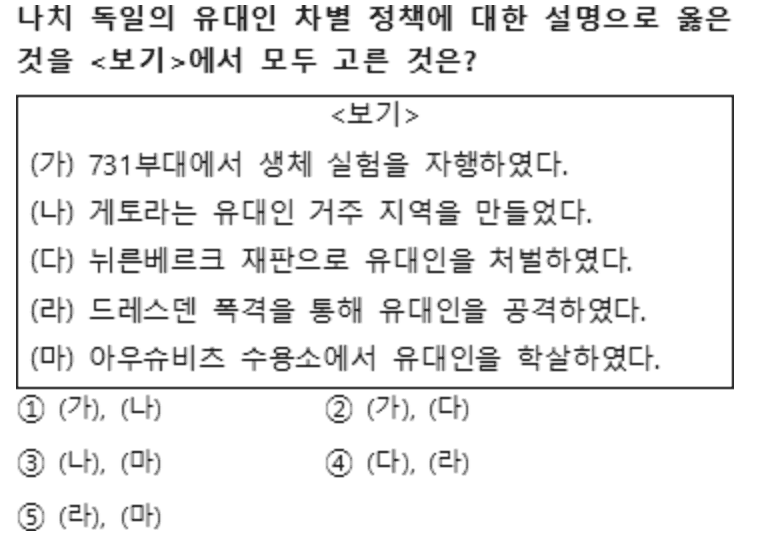 나치 독일의 유대인 차별 정책에 대한 설명으로 옳은
것을 <보기>에서 모두 고른 것은?
<보기>
(가) 731부대에서 생체 실험을 자행하였다.
(나) 게토라는 유대인 거주 지역을 만들었다.
(다) 뉘른베르크 재판으로 유대인을 처벌하였다.
(라) 드레스덴 폭격을 통해 유대인을 공격하였다.
(마) 아우슈비츠 수용소에서 유대인을 학살하였다.
① (가), (나) ② (가), (다)
③ (나), (마) ④ (다), (라)
⑤ (라), (마)